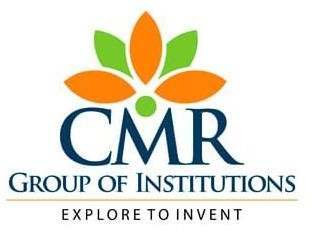 CMR
GROUP OF INSTITUTIONS
EXPLORE TO INVENT